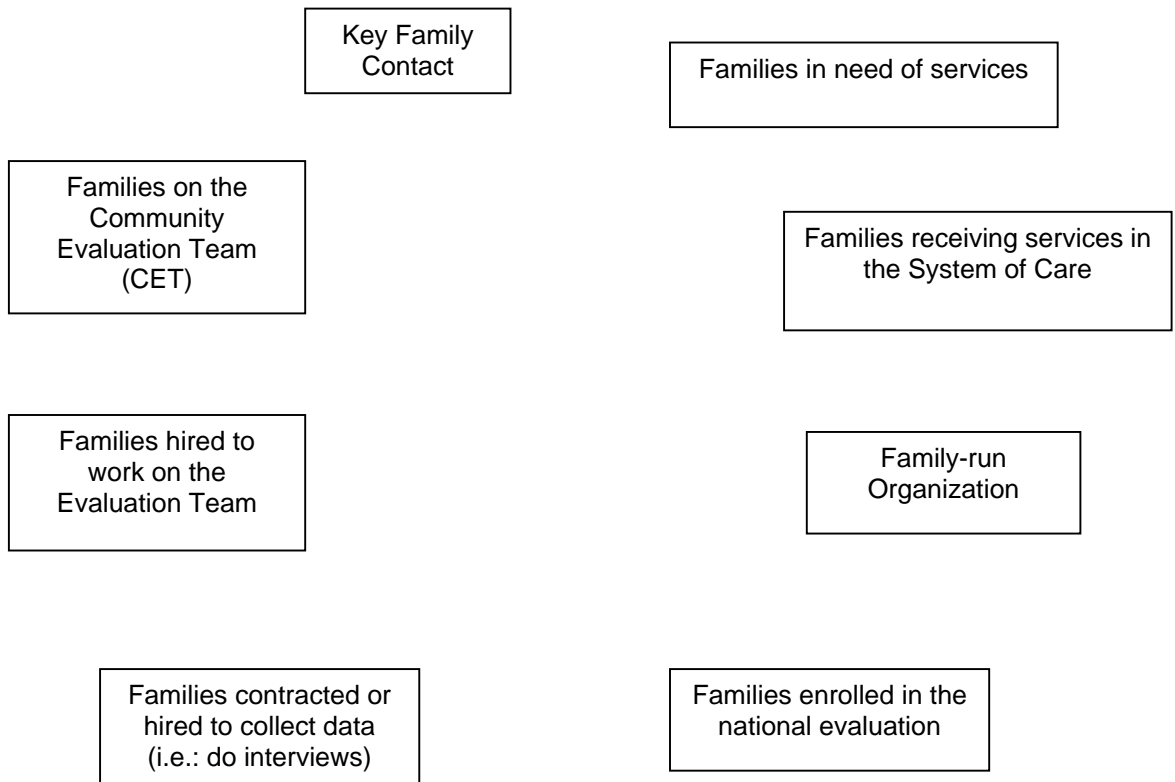 Key Family
Contact
Families in need of services
Families on the
Community
Evaluation Team
(CET)
Families receiving services in
the System of Care
Families hired to
work on the
Evaluation Team
Family-run
Organization
Families contracted or
hired to collect data
(i.e.: do interviews)
Families enrolled in the
national evaluation